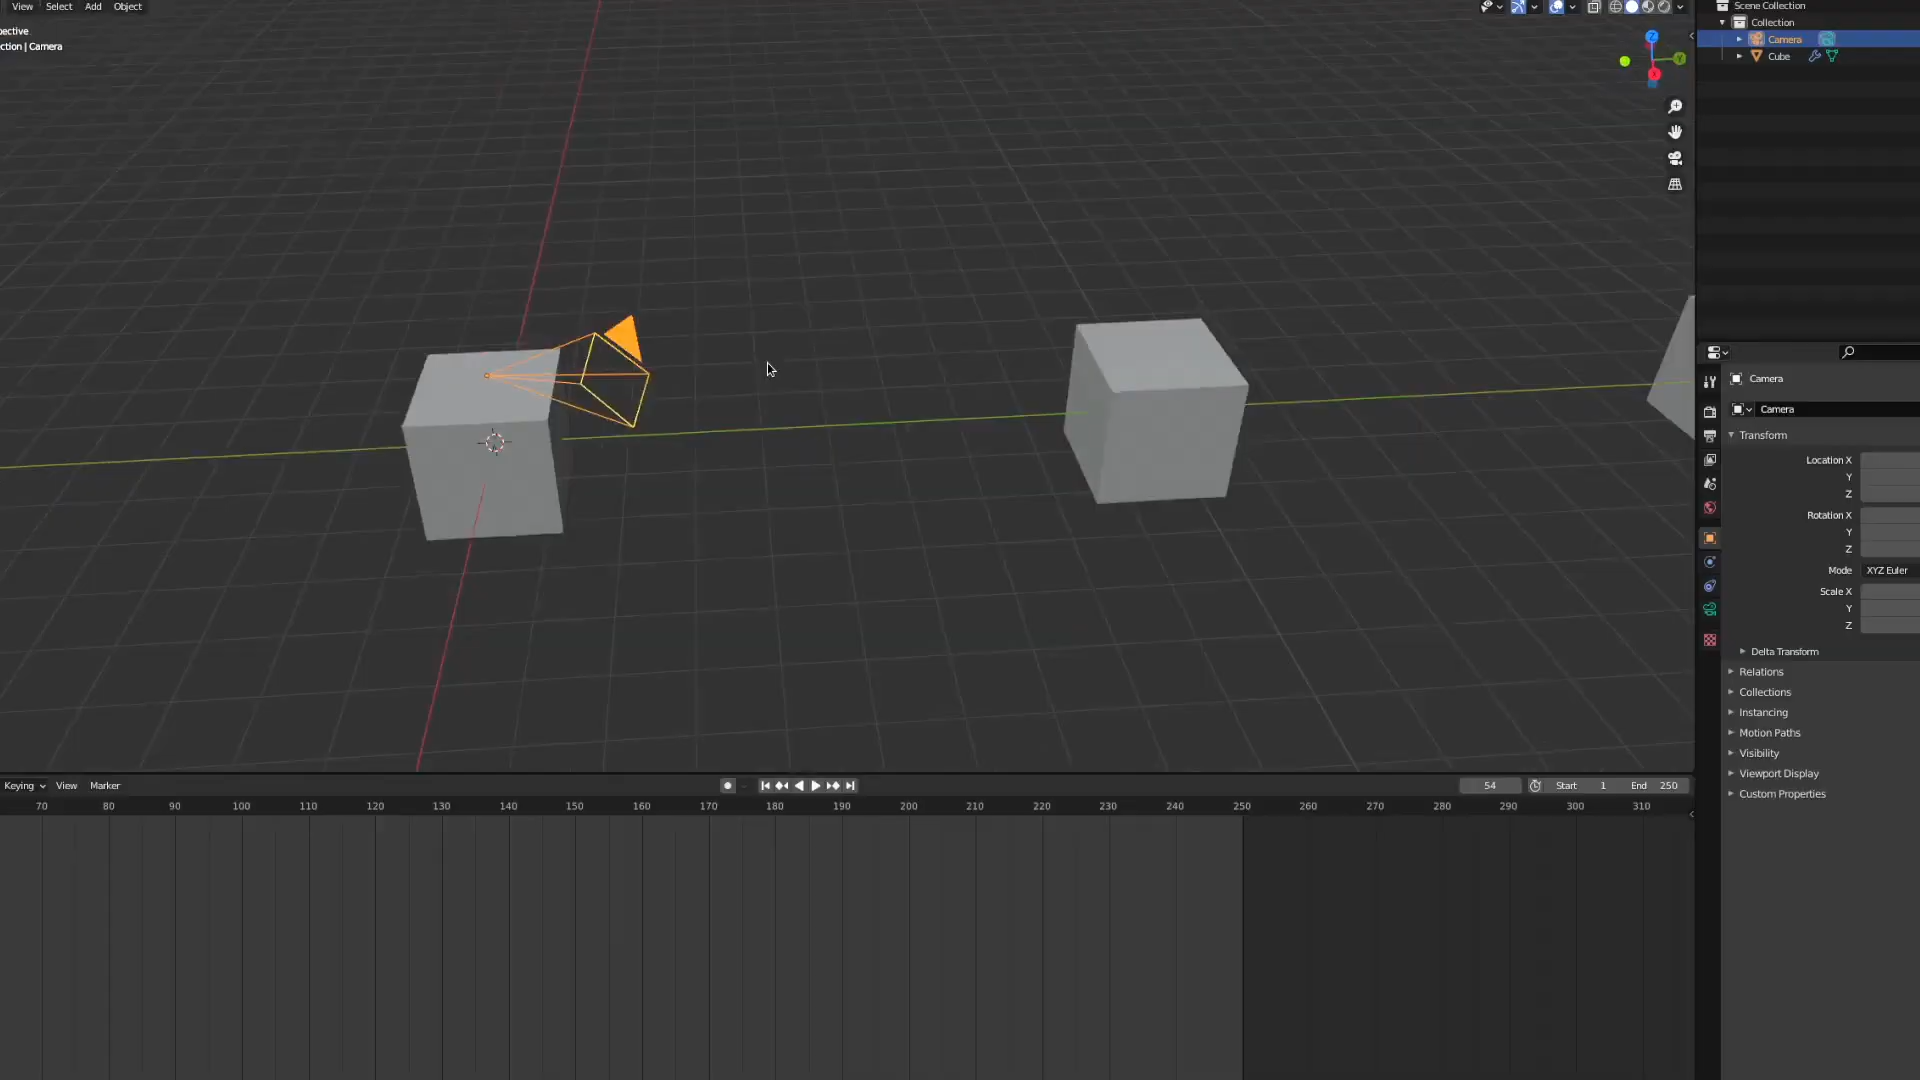 View Select Add Object
pective
ction | Camera
Scene Collection
Collection
Camera
Cube
Z
Y
X
Camera
Camera
Transform
Location X
Y
Z
Rotation X
Y
Z
Mode XYZ Euler
Scale X
Y
Z
Delta Transform
Relations
Collections
Instancing
Motion Paths
Visibility
Viewport Display
Custom Properties
Keying View Marker 54 Start 1 End 250
70 80 90 100 110 120 130 140 150 160 170 180 190 200 210 220 230 240 250 260 270 280 290 300 310